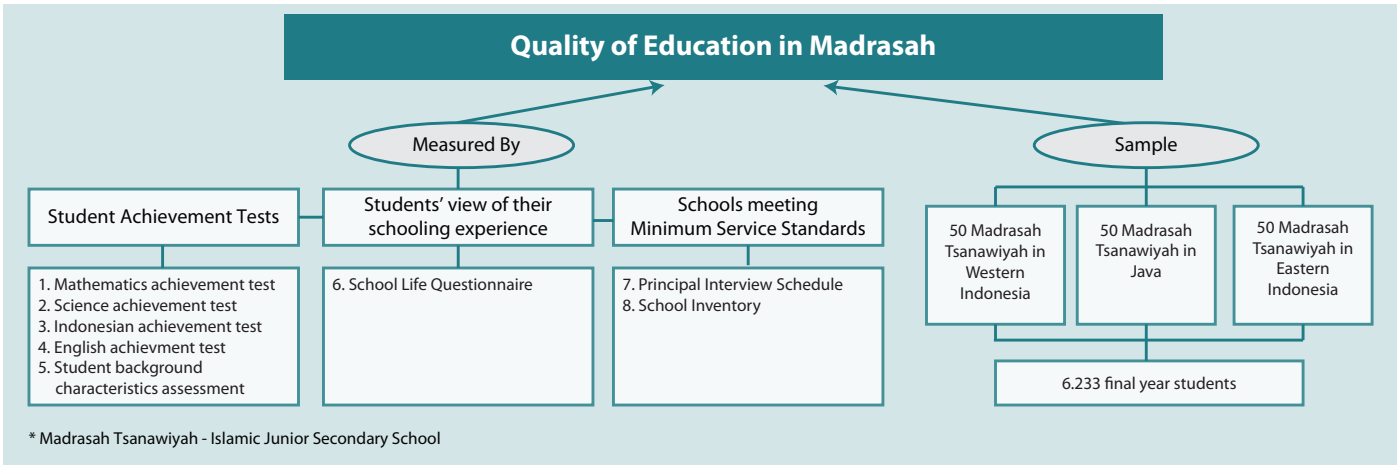 Quality of Education in Madrasah
Measured By
Student Achievement Tests
1. Mathematics achievement test
2. Science achievement test
3. Indonesian achievement test
4. English achievment test
5. Student background
characteristics assessment
Students’ view of their
schooling experience
6. School Life Questionnaire
Schools meeting
Minimum Service Standards
7. Principal Interview Schedule
8. School Inventory
Sample
50 Madrasah
Tsanawiyah in
Western
Indonesia
50 Madrasah
Tsanawiyah in
Java
50 Madrasah
Tsanawiyah in
Eastern
Indonesia
6.233 final year students
* Madrasah Tsanawiyah - Islamic Junior Secondary School